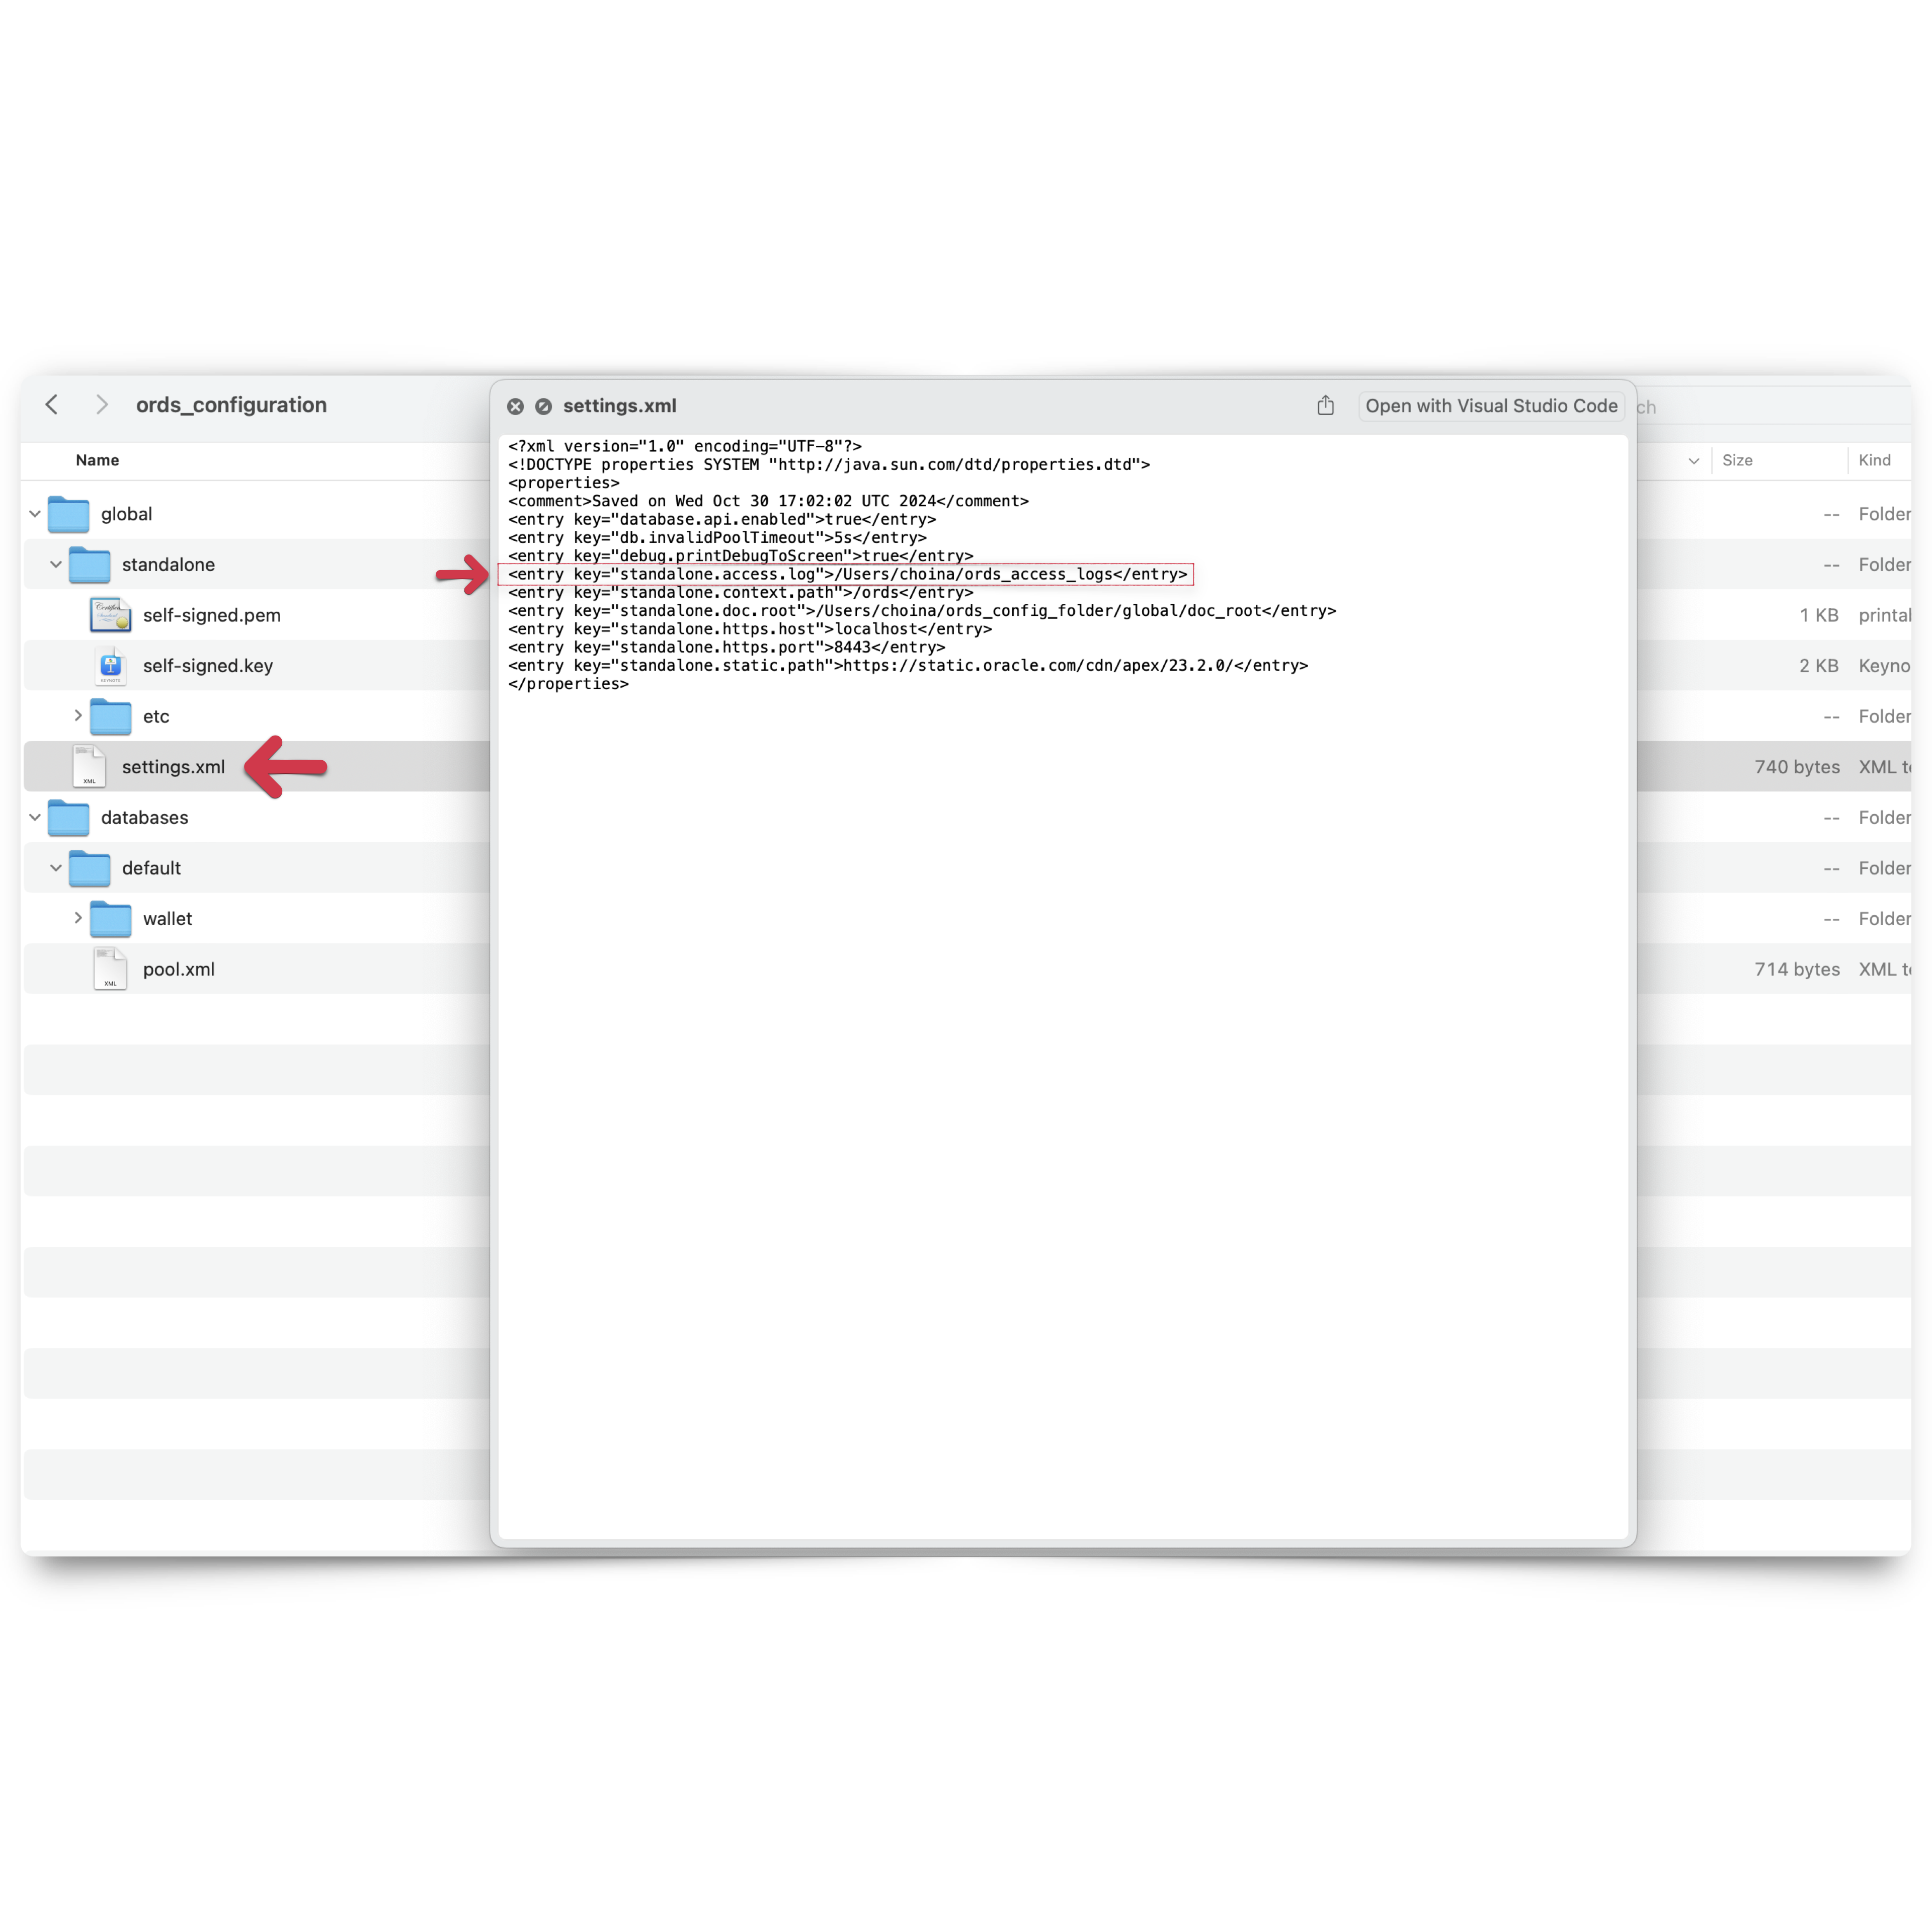 ords_configuration
settings.xml
Open with Visual Studio Code
ch
Name
Size
Kind
global
-- Folder
standalone
-- Folder
self-signed.pem
1 KB printal
self-signed.key
2 KB Keyno
etc
-- Folder
settings.xml
740 bytes XML te
databases
-- Folder
default
-- Folder
wallet
-- Folder
pool.xml
714 bytes XML te
<?xml version="1.0" encoding="UTF-8"?>
<!DOCTYPE properties SYSTEM "http://java.sun.com/dtd/properties.dtd">
<properties>
<comment>Saved on Wed Oct 30 17:02:02 UTC 2024</comment>
<entry key="database.api.enabled">true</entry>
<entry key="db.invalidPoolTimeout">5s</entry>
<entry key="debug.printDebugToScreen">true</entry>
<entry key="standalone.access.log">/Users/choina/ords_access_logs</entry>
<entry key="standalone.context.path">/ords</entry>
<entry key="standalone.doc.root">/Users/choina/ords_config_folder/global/doc_root</entry>
<entry key="standalone.https.host">localhost</entry>
<entry key="standalone.https.port">8443</entry>
<entry key="standalone.static.path">https://static.oracle.com/cdn/apex/23.2.0/</entry>
</properties>